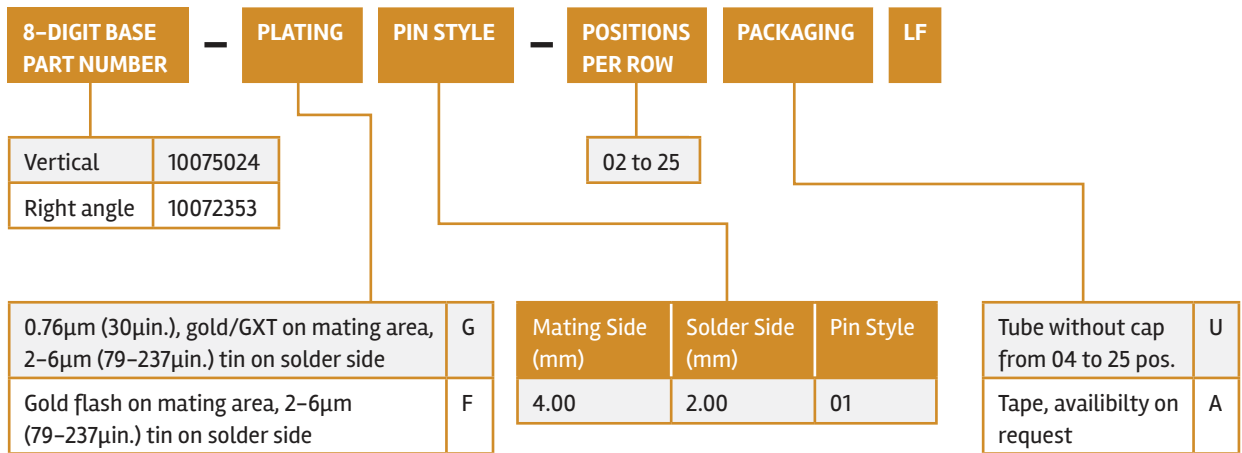 8–DIGIT BASE
PART NUMBER
–
PLATING
PIN STYLE
–
POSITIONS
PER ROW
PACKAGING
LF
Vertical 10075024
Right angle 10072353
02 to 25
0.76µm (30µin.), gold/GXT on mating area,
2–6µm (79–237µin.) tin on solder side
G
Gold flash on mating area, 2–6µm
(79–237µin.) tin on solder side
F
Mating Side
(mm)
Solder Side
(mm)
Pin Style
4.00 2.00 01
Tube without cap
from 04 to 25 pos.
U
Tape, availibilty on
request
A